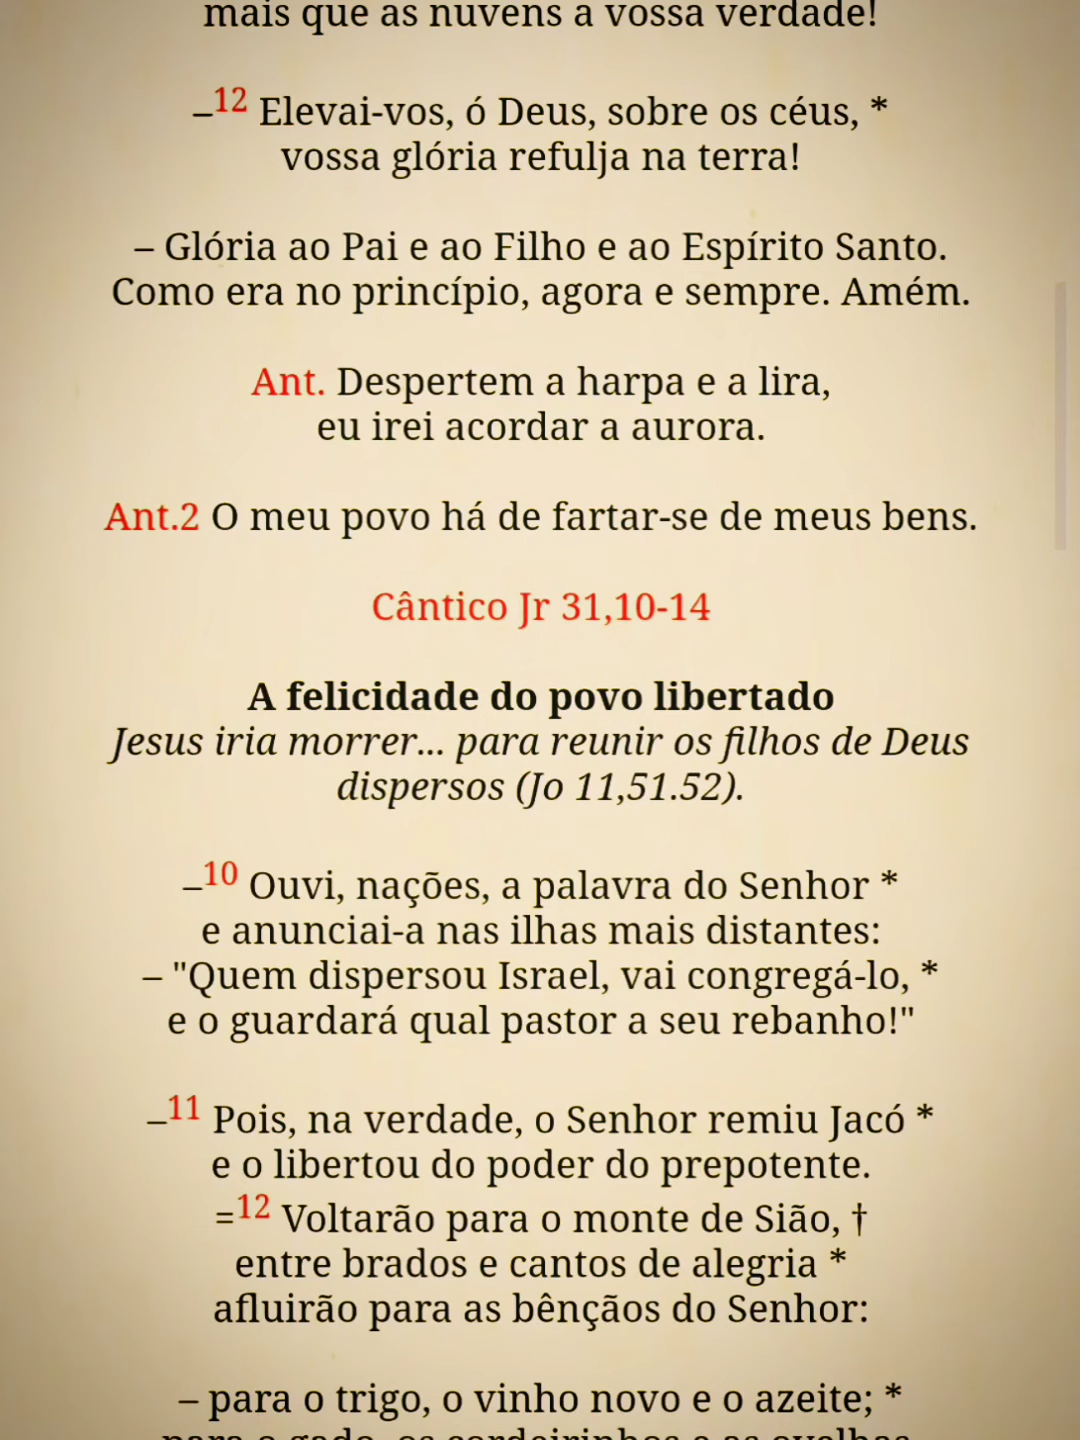 mais que as nuvens a vossa verdade!
–12 Elevai-vos, ó Deus, sobre os céus, *
vossa glória refulja na terra!
– Glória ao Pai e ao Filho e ao Espírito Santo.
Como era no princípio, agora e sempre. Amém.
Ant. Despertem a harpa e a lira,
eu irei acordar a aurora.
Ant.2 O meu povo há de fartar-se de meus bens.
Cântico Jr 31,10-14
A felicidade do povo libertado
Jesus iria morrer... para reunir os filhos de Deus
dispersos (Jo 11,51.52).
–10 Ouvi, nações, a palavra do Senhor *
e anunciai-a nas ilhas mais distantes:
– "Quem dispersou Israel, vai congregá-lo, *
e o guardará qual pastor a seu rebanho!"
–11 Pois, na verdade, o Senhor remiu Jacó *
e o libertou do poder do prepotente.
=12 Voltarão para o monte de Sião, †
entre brados e cantos de alegria *
afluirão para as bênçãos do Senhor:
– para o trigo, o vinho novo e o azeite; *
para o gado, os cordeirinhos e as ovelhas.